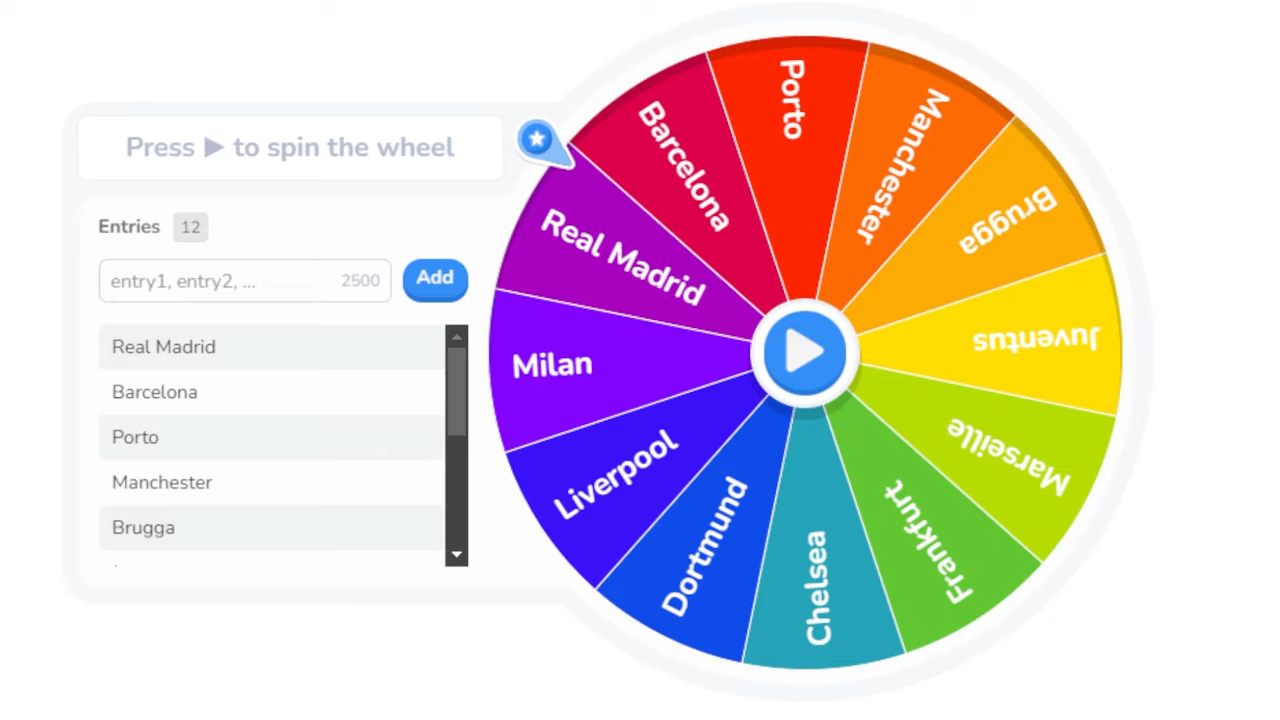 Press ▶ to spin the wheel
Entries 12
entry1, entry2, ... 2500 Add
Real Madrid
Barcelona
Porto
Manchester
Brugga
Porto
Manchester
Brugga
Juventus
Marseille
Frankfurt
Chelsea
Dortmund
Liverpool
Milan
Real Madrid
Barcelona